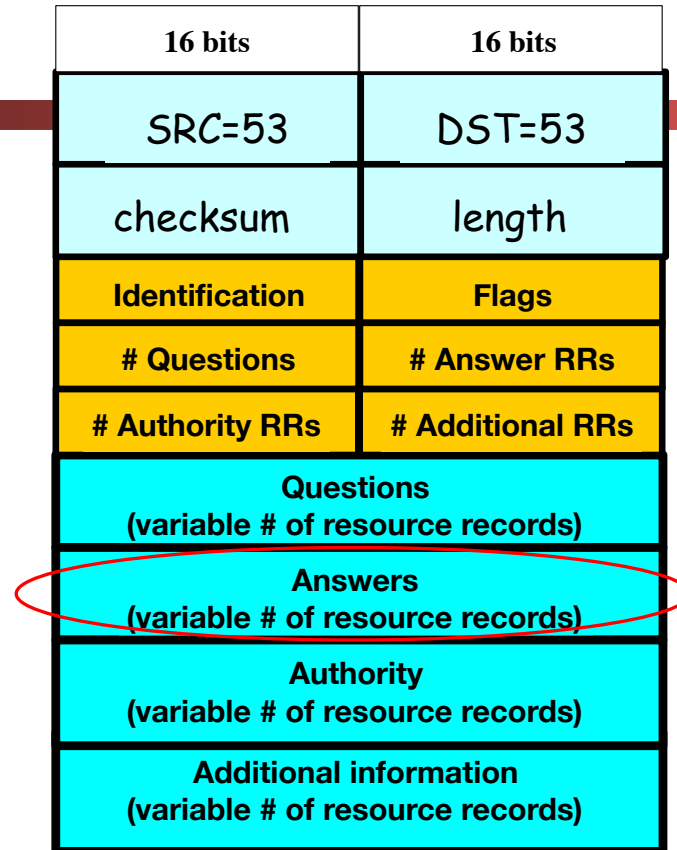 16 bits 16 bits
SRC=53 DST=53
checksum length
Identification Flags
# Questions # Answer RRs
# Authority RRs # Additional RRs
Questions
(variable # of resource records)
Answers
(variable # of resource records)
Authority
(variable # of resource records)
Additional information
(variable # of resource records)